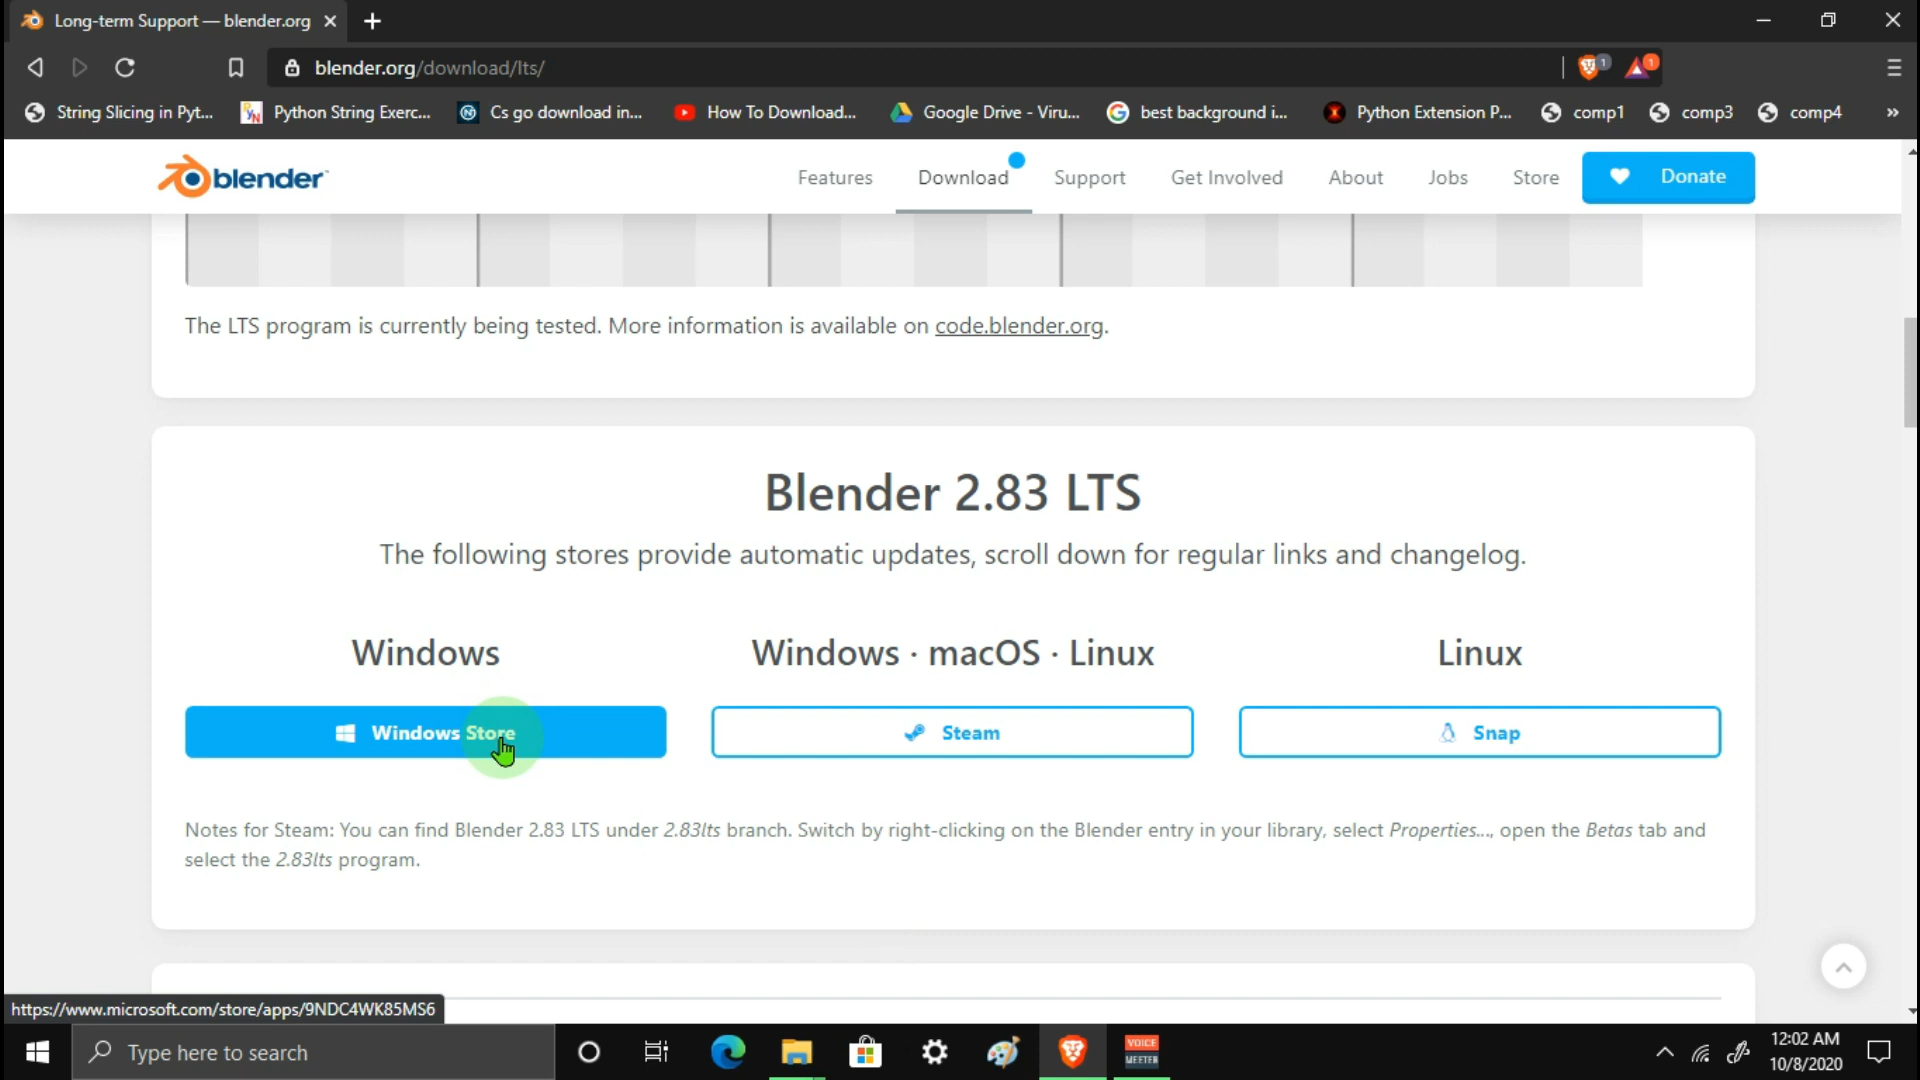 Long-term Support — blender.org
blender.org/download/lts/
1
1
String Slicing in Pyt...
Python String Exerc...
Cs go download in...
How To Download...
Google Drive - Viru...
best background i...
Python Extension P...
comp1
comp3
comp4
»
blender™
Features
Download
Support
Get Involved
About
Jobs
Store
Donate
The LTS program is currently being tested. More information is available on code.blender.org.
Blender 2.83 LTS
The following stores provide automatic updates, scroll down for regular links and changelog.
Windows
Windows · macOS · Linux
Linux
Windows Store
Steam
Snap
Notes for Steam: You can find Blender 2.83 LTS under 2.83lts branch. Switch by right-clicking on the Blender entry in your library, select Properties..., open the Betas tab and
select the 2.83lts program.
https://www.microsoft.com/store/apps/9NDC4WK85MS6
Type here to search
VOICE
MEETER
12:02 AM
10/8/2020